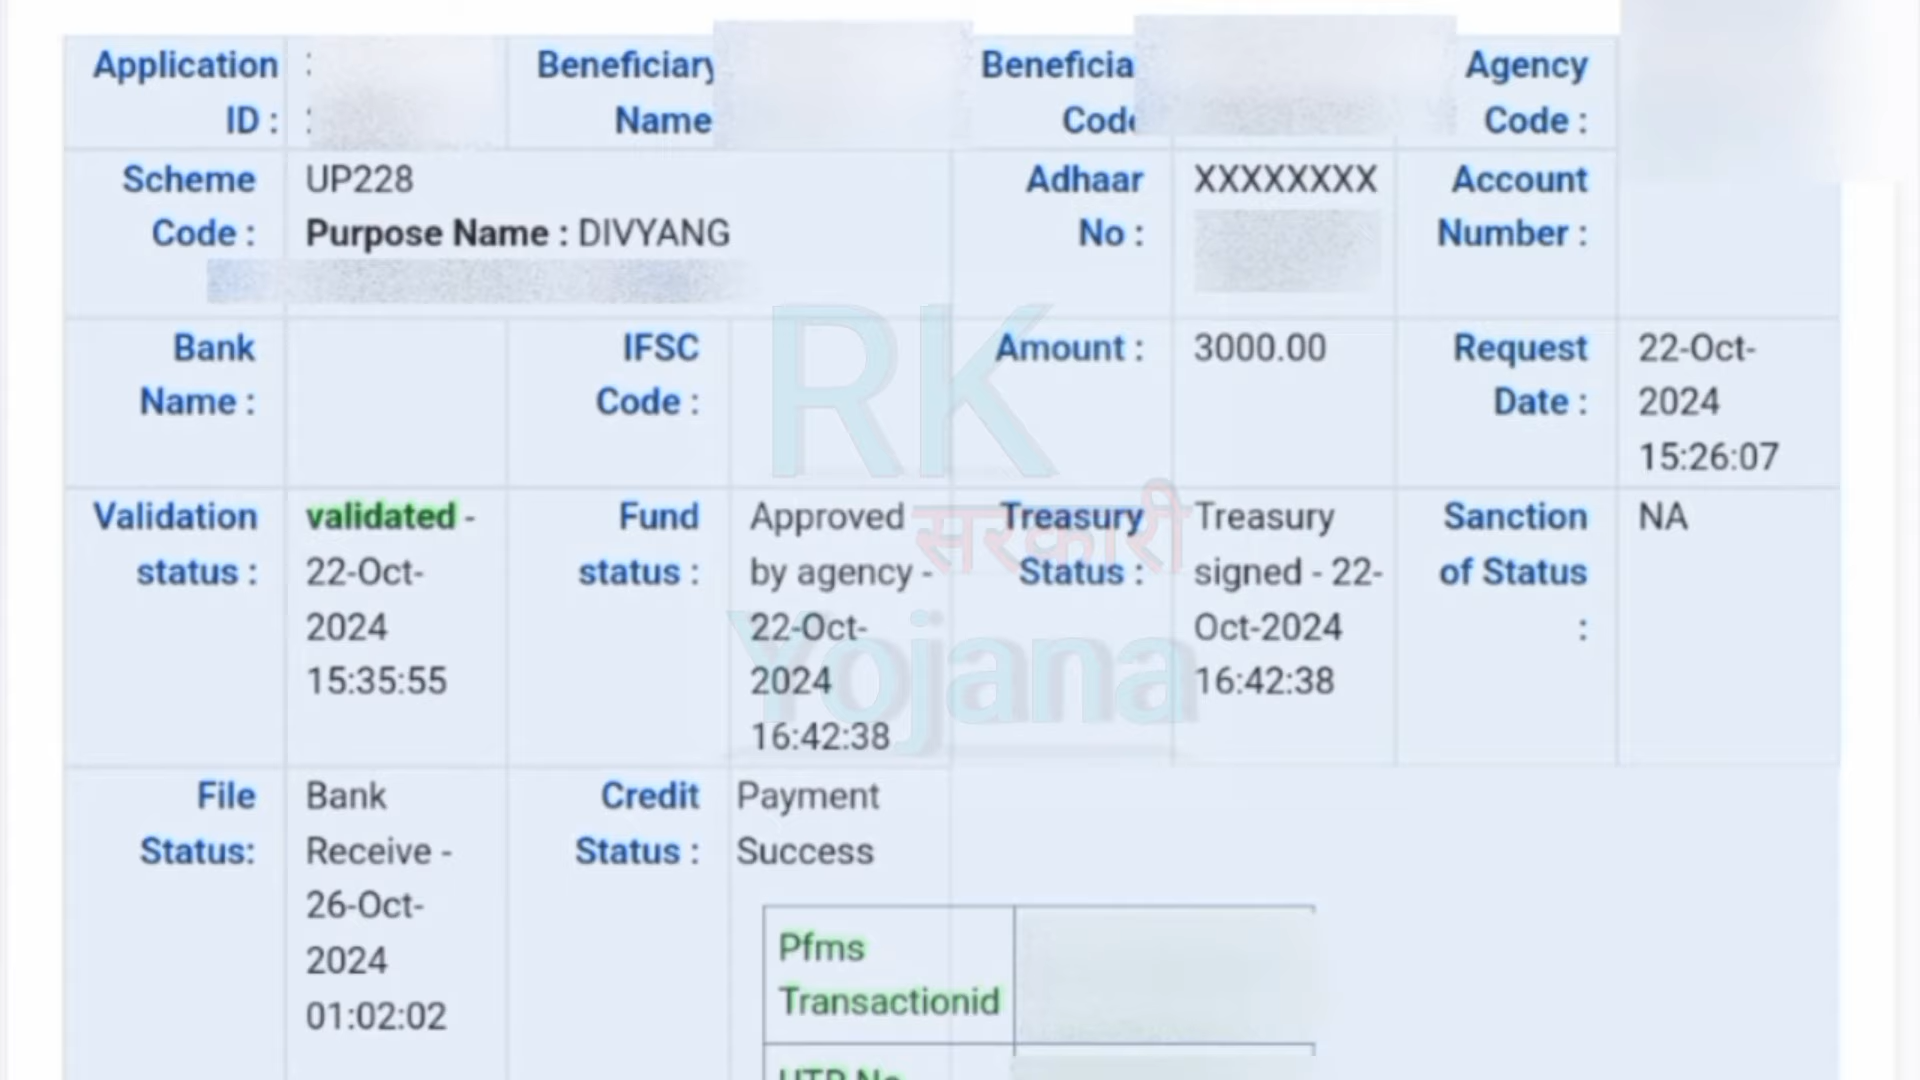 Application ID :
:
:
Beneficiary Name
Beneficia
Code
Agency Code :
Scheme Code :
UP228
Purpose Name : DIVYANG
Adhaar No :
XXXXXXXX
Account Number :
Bank Name :
IFSC Code :
Amount :
3000.00
Request Date :
22-Oct-
2024
15:26:07
Validation status :
validated -
22-Oct-
2024
15:35:55
Fund status :
Approved
by agency -
22-Oct-
2024
16:42:38
Treasury Status :
Treasury
signed - 22-
Oct-2024
16:42:38
Sanction of Status :
NA
File Status:
Bank
Receive -
26-Oct-
2024
01:02:02
Credit Status :
Payment
Success
Pfms
Transactionid
UTR No
RK
सरकारी
Yojana